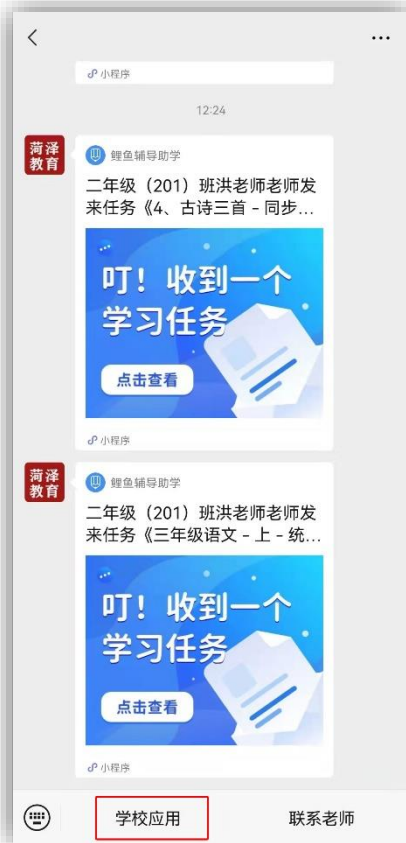 小程序
12:24
菏泽
教育
鲤鱼辅导助学
二年级（201）班洪老师老师发
来任务《4、古诗三首 - 同步...
叮！收到一个
学习任务
点击查看
小程序
菏泽
教育
鲤鱼辅导助学
二年级（201）班洪老师老师发
来任务《三年级语文 - 上 - 统...
叮！收到一个
学习任务
点击查看
小程序
学校应用
联系老师